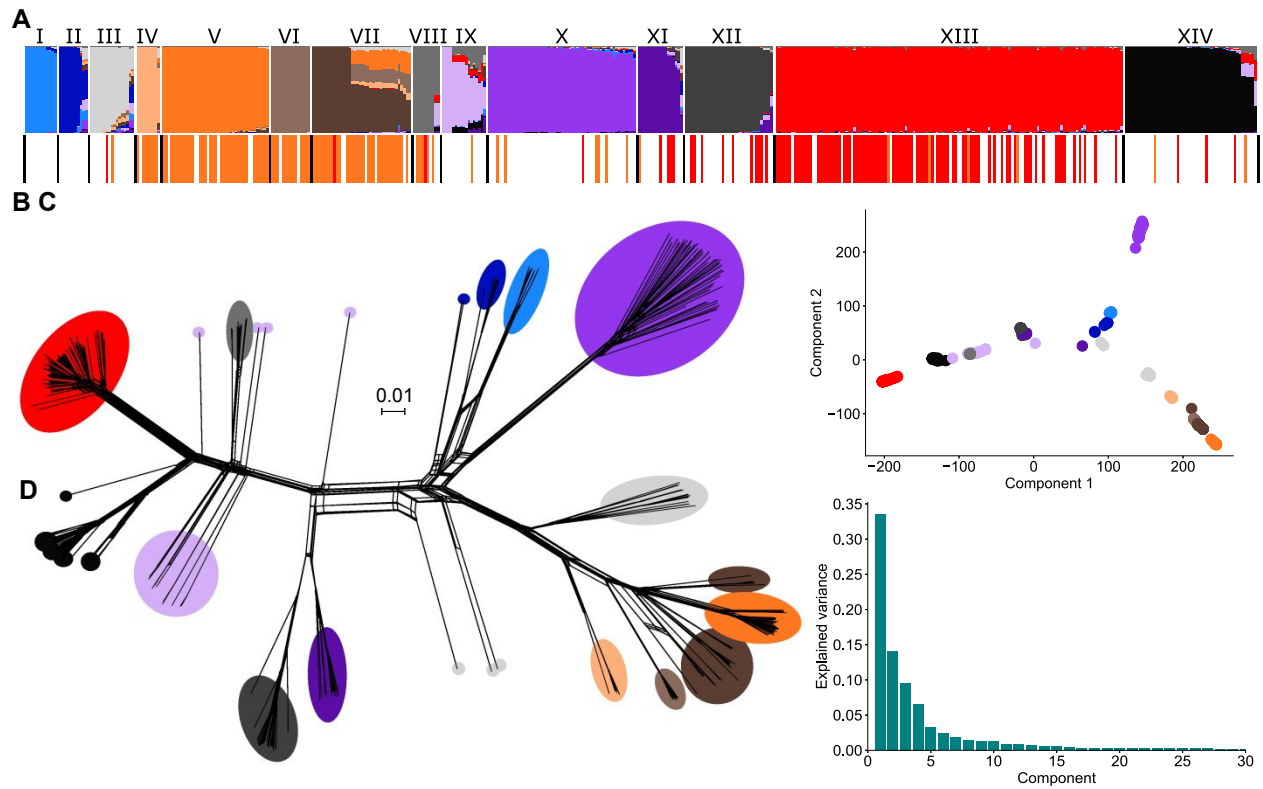 A
I II III IV V VI VII VIII IX X XI XII XIII XIV
B C
0.01
Component 2
200
100
0
−100
−200 −100 0 100 200
Component 1
D
Explained variance
0.35
0.30
0.25
0.20
0.15
0.10
0.05
0.00
0 5 10 15 20 25 30
Component